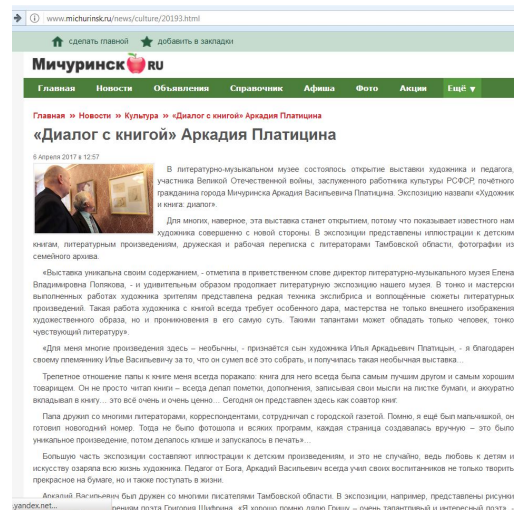 www.michurinsk.ru/news/culture/20193.html
сделать главной добавить в закладки
Мичуринск RU
Главная Новости Объявления Справочник Афиша Фото Акции Ещё ▼
Главная » Новости » Культура » «Диалог с книгой» Аркадия Платицина
«Диалог с книгой» Аркадия Платицина
6 Апреля 2017 в 12:57
В литературно-музыкальном музее состоялось открытие выставки художника и педагога,
участника Великой Отечественной войны, заслуженного работника культуры РСФСР, почётного
гражданина города Мичуринска Аркадия Васильевича Платицина. Экспозицию назвали «Художник
и книга: диалог».
Для многих, наверное, эта выставка станет открытием, потому что показывает известного нам
художника совершенно с новой стороны. В экспозиции представлены иллюстрации к детским
книгам, литературным произведениям, дружеская и рабочая переписка с литераторами Тамбовской области, фотографии из
семейного архива.
«Выставка уникальна своим содержанием, - отметила в приветственном слове директор литературно-музыкального музея Елена
Владимировна Полякова, - и удивительным образом продолжает литературную экспозицию нашего музея. В тонко и мастерски
выполненных работах художника зрителям представлена редкая техника экслибриса и воплощённые сюжеты литературных
произведений. Такая работа художника с книгой всегда требует особенного дара, мастерства не только внешнего изображения
художественного образа, но и проникновения в его самую суть. Такими талантами может обладать только человек, тонко
чувствующий литературу».
«Для меня многие произведения здесь – необычны, - признаётся сын художника Илья Аркадьевич Платицын, - я благодарен
своему племяннику Илье Васильевичу за то, что он сумел всё это собрать, и получилась такая необычная выставка…
Трепетное отношение папы к книге меня всегда поражало: книга для него всегда была самым лучшим другом и самым хорошим
товарищем. Он не просто читал книги – всегда делал пометки, дополнения, записывая свои мысли на листке бумаги, и аккуратно
вкладывал в книгу… это всё очень и очень ценно… Сегодня он представлен здесь как соавтор книг.
Папа дружил со многими литераторами, корреспондентами, сотрудничал с городской газетой. Помню, я ещё был мальчишкой, он
готовил новогодний номер. Тогда не было фотошопа и всяких программ, каждая страница создавалась вручную – это было
уникальное произведение, потом делалось клише и запускалось в печать»…
Большую часть экспозиции составляют иллюстрации к детским произведениям, и это не случайно, ведь любовь к детям и
искусству озаряла всю жизнь художника. Педагог от Бога, Аркадий Васильевич всегда учил своих воспитанников не только творить
прекрасное на бумаге, но и также поступать в жизни.
Аркадий Васильевич был дружен со многими писателями Тамбовской области. В экспозиции, например, представлены рисунки
yandex.net...
поэта Григория Шифрина. «Я хорошо помню дядю Гришу – очень талантливый и интересный поэт», -